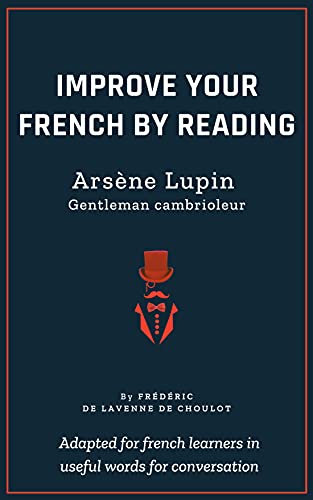 IMPROVE YOUR
FRENCH BY READING
Arsène Lupin
Gentleman cambrioleur
By FRÉDÉRIC
DE LAVENNE DE CHOULOT
Adapted for french learners in
useful words for conversation